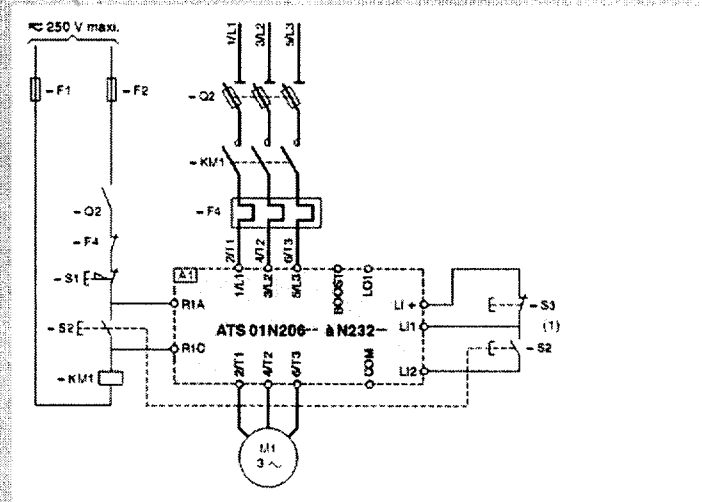 ≂ 250 V maxi.
1/L1
3/L2
5/L3
– F1
– F2
– Q2
– KM1
– Q2
– F4
– F4
2/T1
4/T2
6/T3
– S1
A1
1/L1
3/L2
5/L3
BOOST
LO1
R1A
LI +
– S3
(1)
– S2
ATS 01N206·· à N232··
LI1
– S2
R1C
– KM1
2/T1
4/T2
6/T3
COM
LI2
M1
3 ~